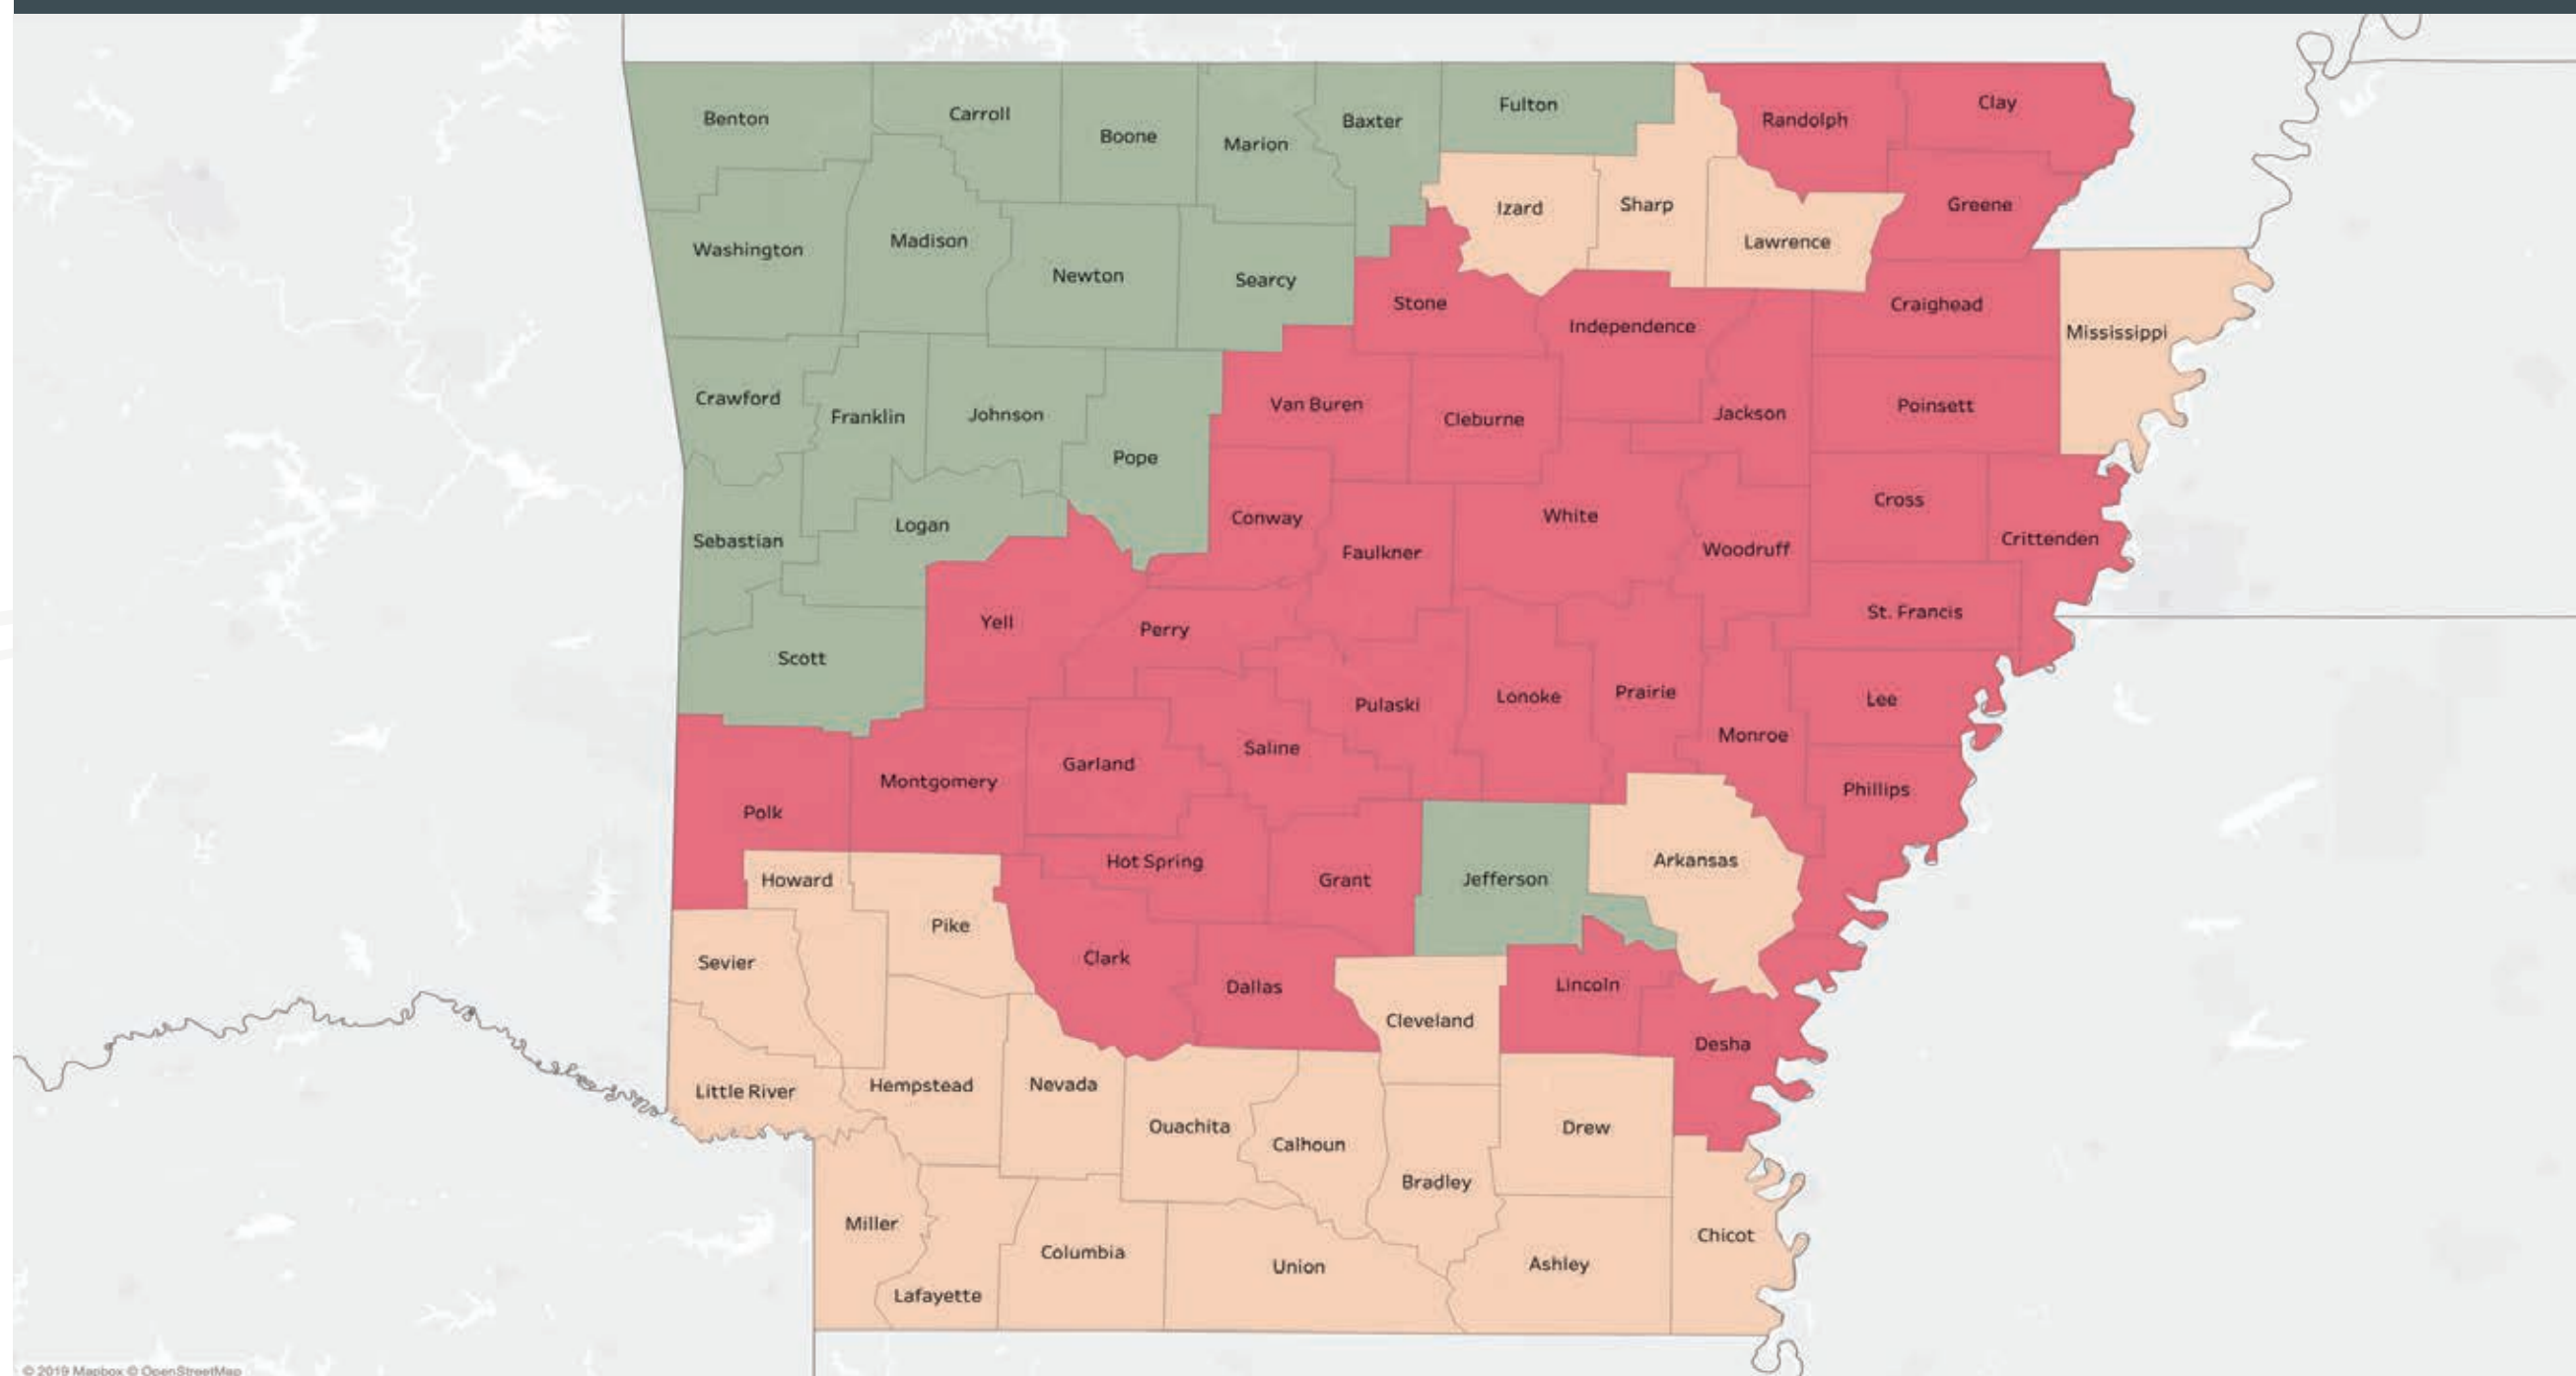 Benton
Carroll
Boone
Marion
Baxter
Fulton
Randolph
Clay
Washington
Madison
Newton
Searcy
Izard
Sharp
Lawrence
Greene
Stone
Independence
Craighead
Mississippi
Crawford
Franklin
Johnson
Pope
Van Buren
Cleburne
Jackson
Poinsett
Sebastian
Logan
Conway
Faulkner
White
Woodruff
Cross
Crittenden
Scott
Yell
Perry
St. Francis
Pulaski
Lonoke
Prairie
Monroe
Lee
Polk
Montgomery
Garland
Saline
Phillips
Howard
Pike
Hot Spring
Grant
Jefferson
Arkansas
Sevier
Clark
Dallas
Cleveland
Lincoln
Desha
Little River
Hempstead
Nevada
Ouachita
Calhoun
Bradley
Drew
Miller
Lafayette
Columbia
Union
Ashley
Chicot
© 2019 Mapbox © OpenStreetMap